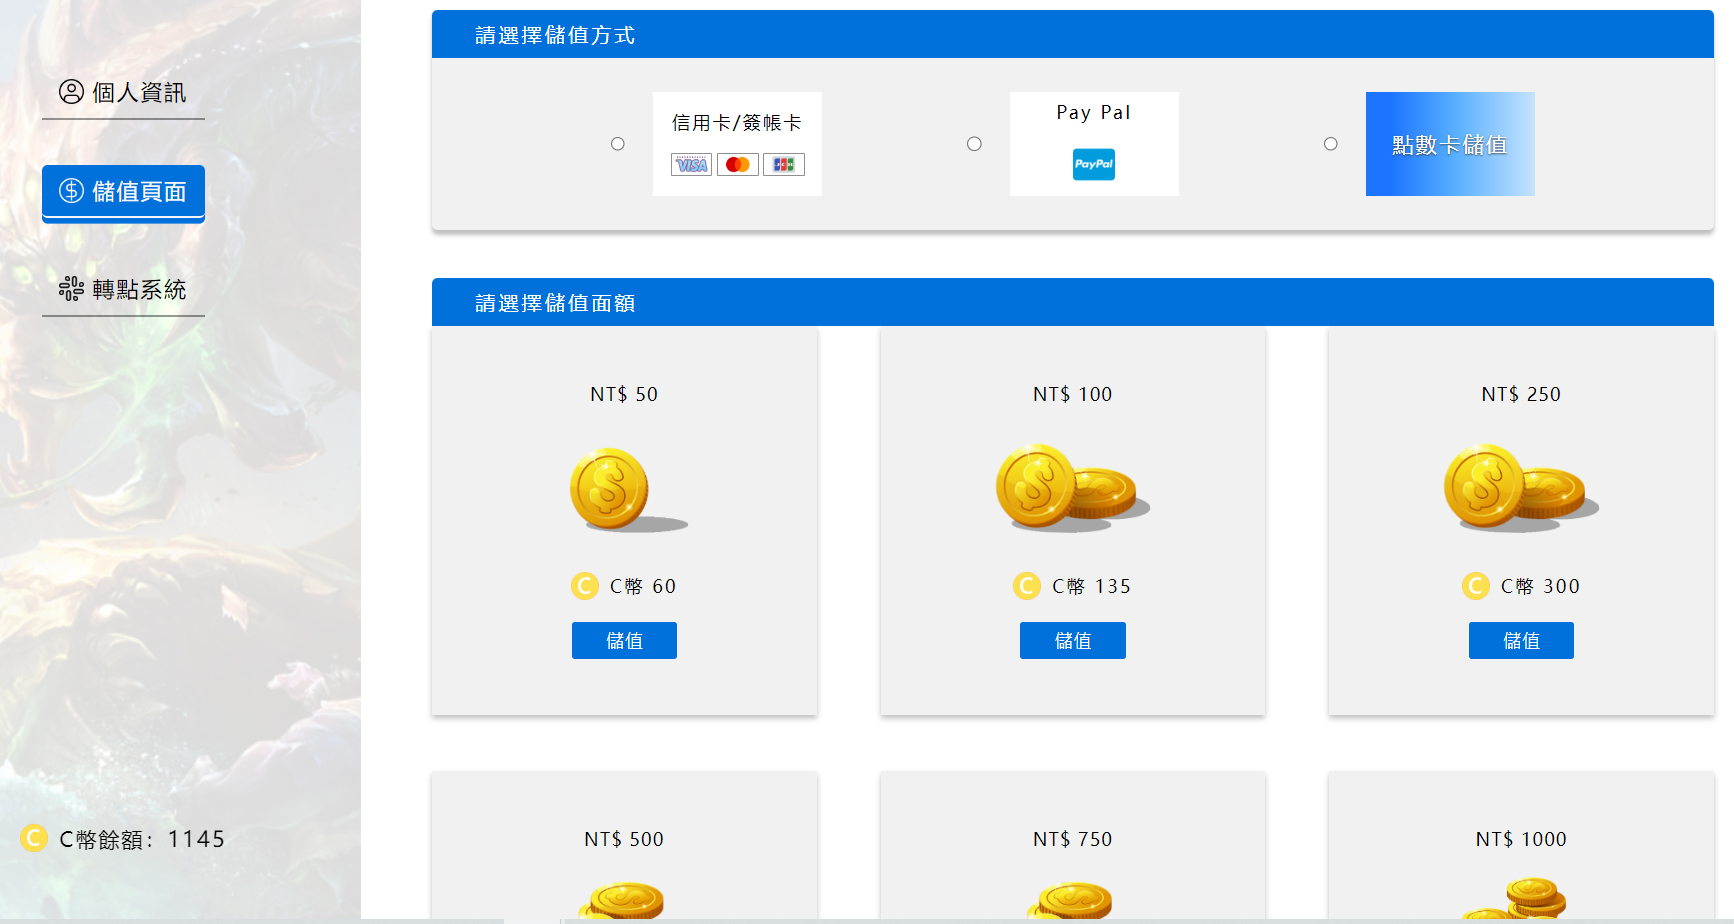 個人資訊
儲值頁面
轉點系統
C
C幣餘額：1145
請選擇儲值方式
信用卡/簽帳卡
VISA
JCB
Pay Pal
PayPal
點數卡儲值
請選擇儲值面額
NT$ 50
C
C幣 60
儲值
NT$ 100
C
C幣 135
儲值
NT$ 250
C
C幣 300
儲值
NT$ 500
NT$ 750
NT$ 1000